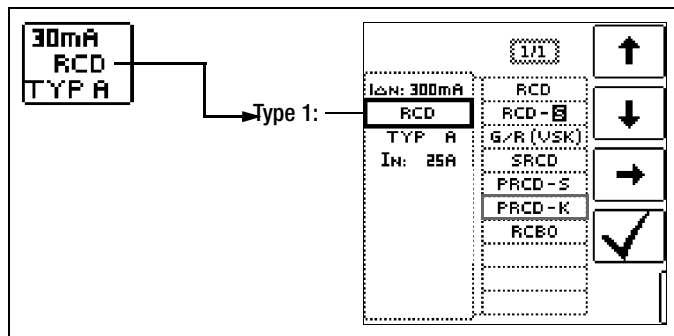 30mA
RCD
TYP A
Type 1:
1/1
I∆N: 300mA
RCD
TYP A
IN: 25A
RCD
RCD-S
G/R (VSK)
SRCD
PRCD-S
PRCD-K
RCBO